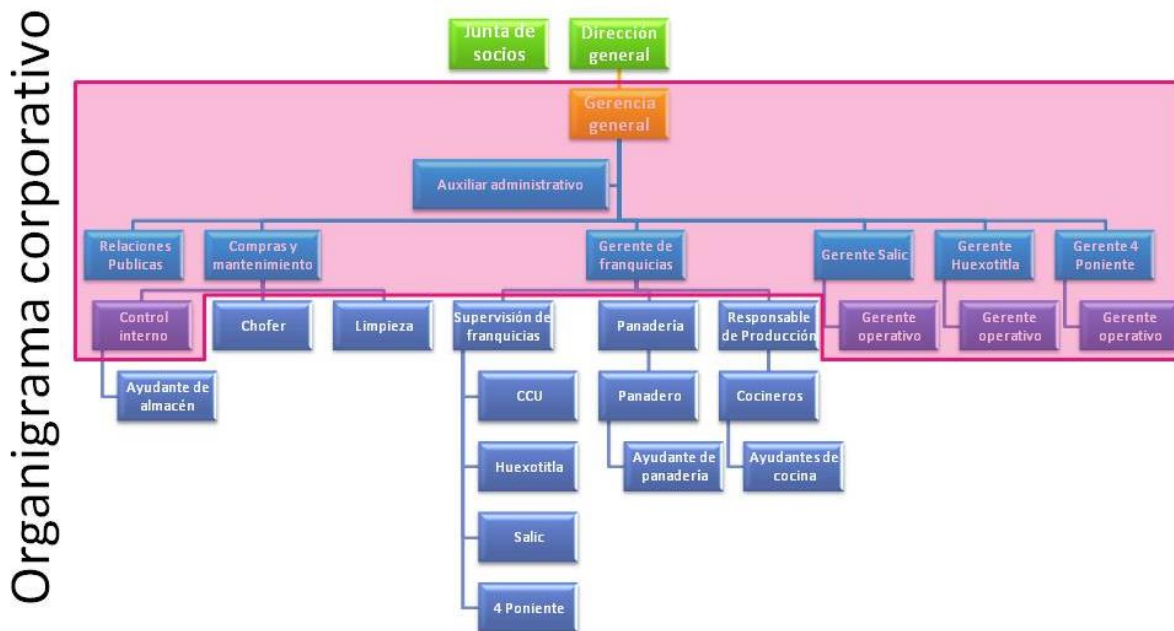 Organigrama corporativo
Junta de
socios
Dirección
general
Gerencia
general
Auxiliar administrativo
Relaciones
Publicas
Compras y
mantenimiento
Gerente de
franquicias
Gerente Salic
Gerente
Huexotitla
Gerente 4
Poniente
Control
interno
Chofer
Limpieza
Supervisión de
franquicias
Panadería
Responsable
de Producción
Gerente
operativo
Gerente
operativo
Gerente
operativo
Ayudante de
almacén
CCU
Panadero
Cocineros
Huexotitla
Ayudante de
panadería
Ayudantes de
cocina
Salic
4 Poniente